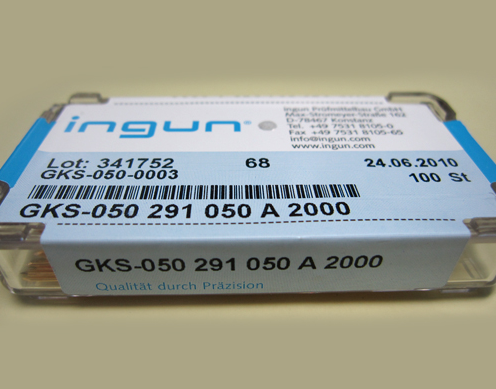 ingun
ingun Prüfmittelbau GmbH
Max-Stromeyer-Straße 162
D-78467 Konstanz
Tel. +49 7531 8105-0
Fax +49 7531 8105-65
info@ingun.com
www.ingun.com
Lot: 341752 68 24.06.2010
GKS-050-0003 100 St
GKS-050 291 050 A 2000
GKS-050 291 050 A 2000
Qualität durch Präzision